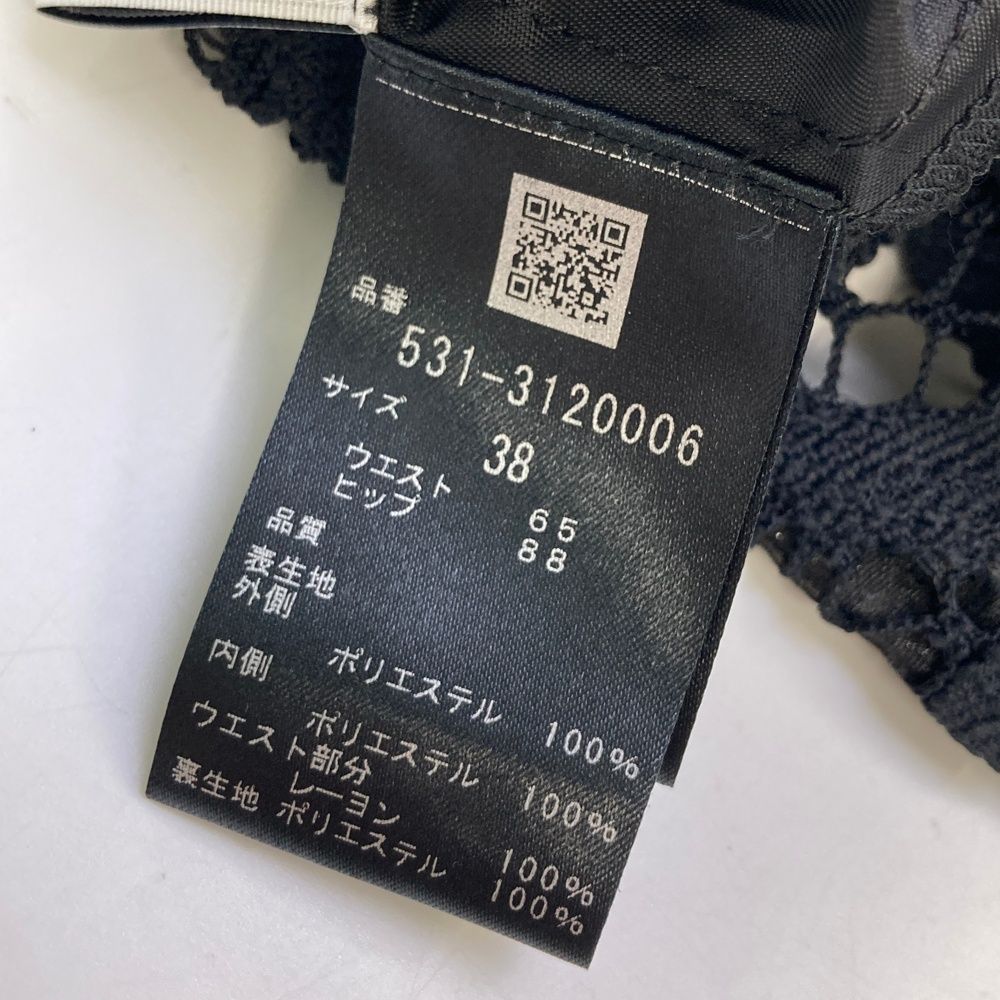 品番
531-3120006
サイズ
38
ウエスト 65
ヒップ 88
品質
表生地
外側
ポリエステル 100%
内側
ポリエステル 100%
ウエスト部分
レーヨン 100%
裏生地 ポリエステル 100%